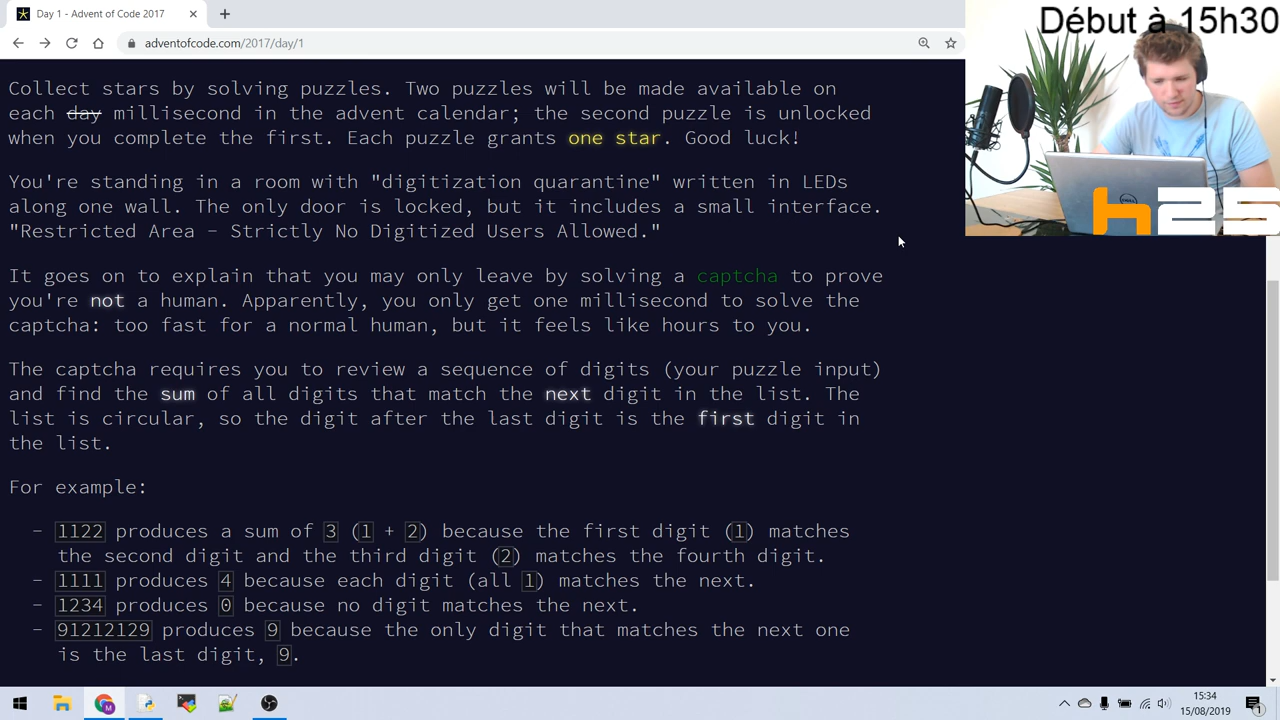 Day 1 - Advent of Code 2017
Début à 15h30
adventofcode.com/2017/day/1
Collect stars by solving puzzles. Two puzzles will be made available on
each day millisecond in the advent calendar; the second puzzle is unlocked
when you complete the first. Each puzzle grants one star. Good luck!
You're standing in a room with "digitization quarantine" written in LEDs
along one wall. The only door is locked, but it includes a small interface.
"Restricted Area - Strictly No Digitized Users Allowed."
It goes on to explain that you may only leave by solving a captcha to prove
you're not a human. Apparently, you only get one millisecond to solve the
captcha: too fast for a normal human, but it feels like hours to you.
The captcha requires you to review a sequence of digits (your puzzle input)
and find the sum of all digits that match the next digit in the list. The
list is circular, so the digit after the last digit is the first digit in
the list.
For example:
- 1122 produces a sum of 3 (1 + 2) because the first digit (1) matches
the second digit and the third digit (2) matches the fourth digit.
- 1111 produces 4 because each digit (all 1) matches the next.
- 1234 produces 0 because no digit matches the next.
- 91212129 produces 9 because the only digit that matches the next one
is the last digit, 9.
h25
15:34
15/08/2019
1